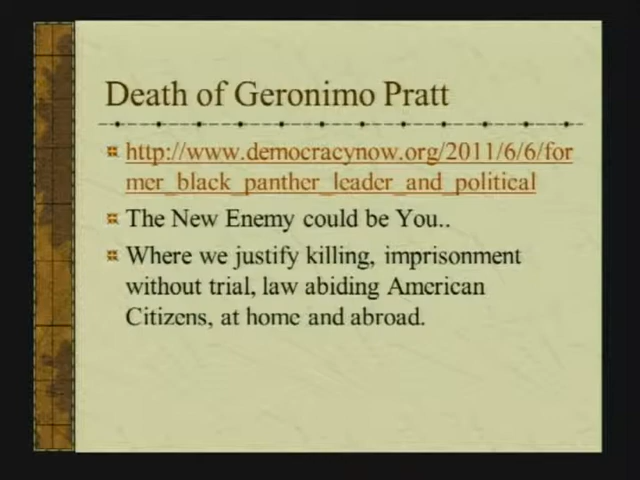 Death of Geronimo Pratt
http://www.democracynow.org/2011/6/6/for
mer_black_panther_leader_and_political
The New Enemy could be You..
Where we justify killing, imprisonment
without trial, law abiding American
Citizens, at home and abroad.